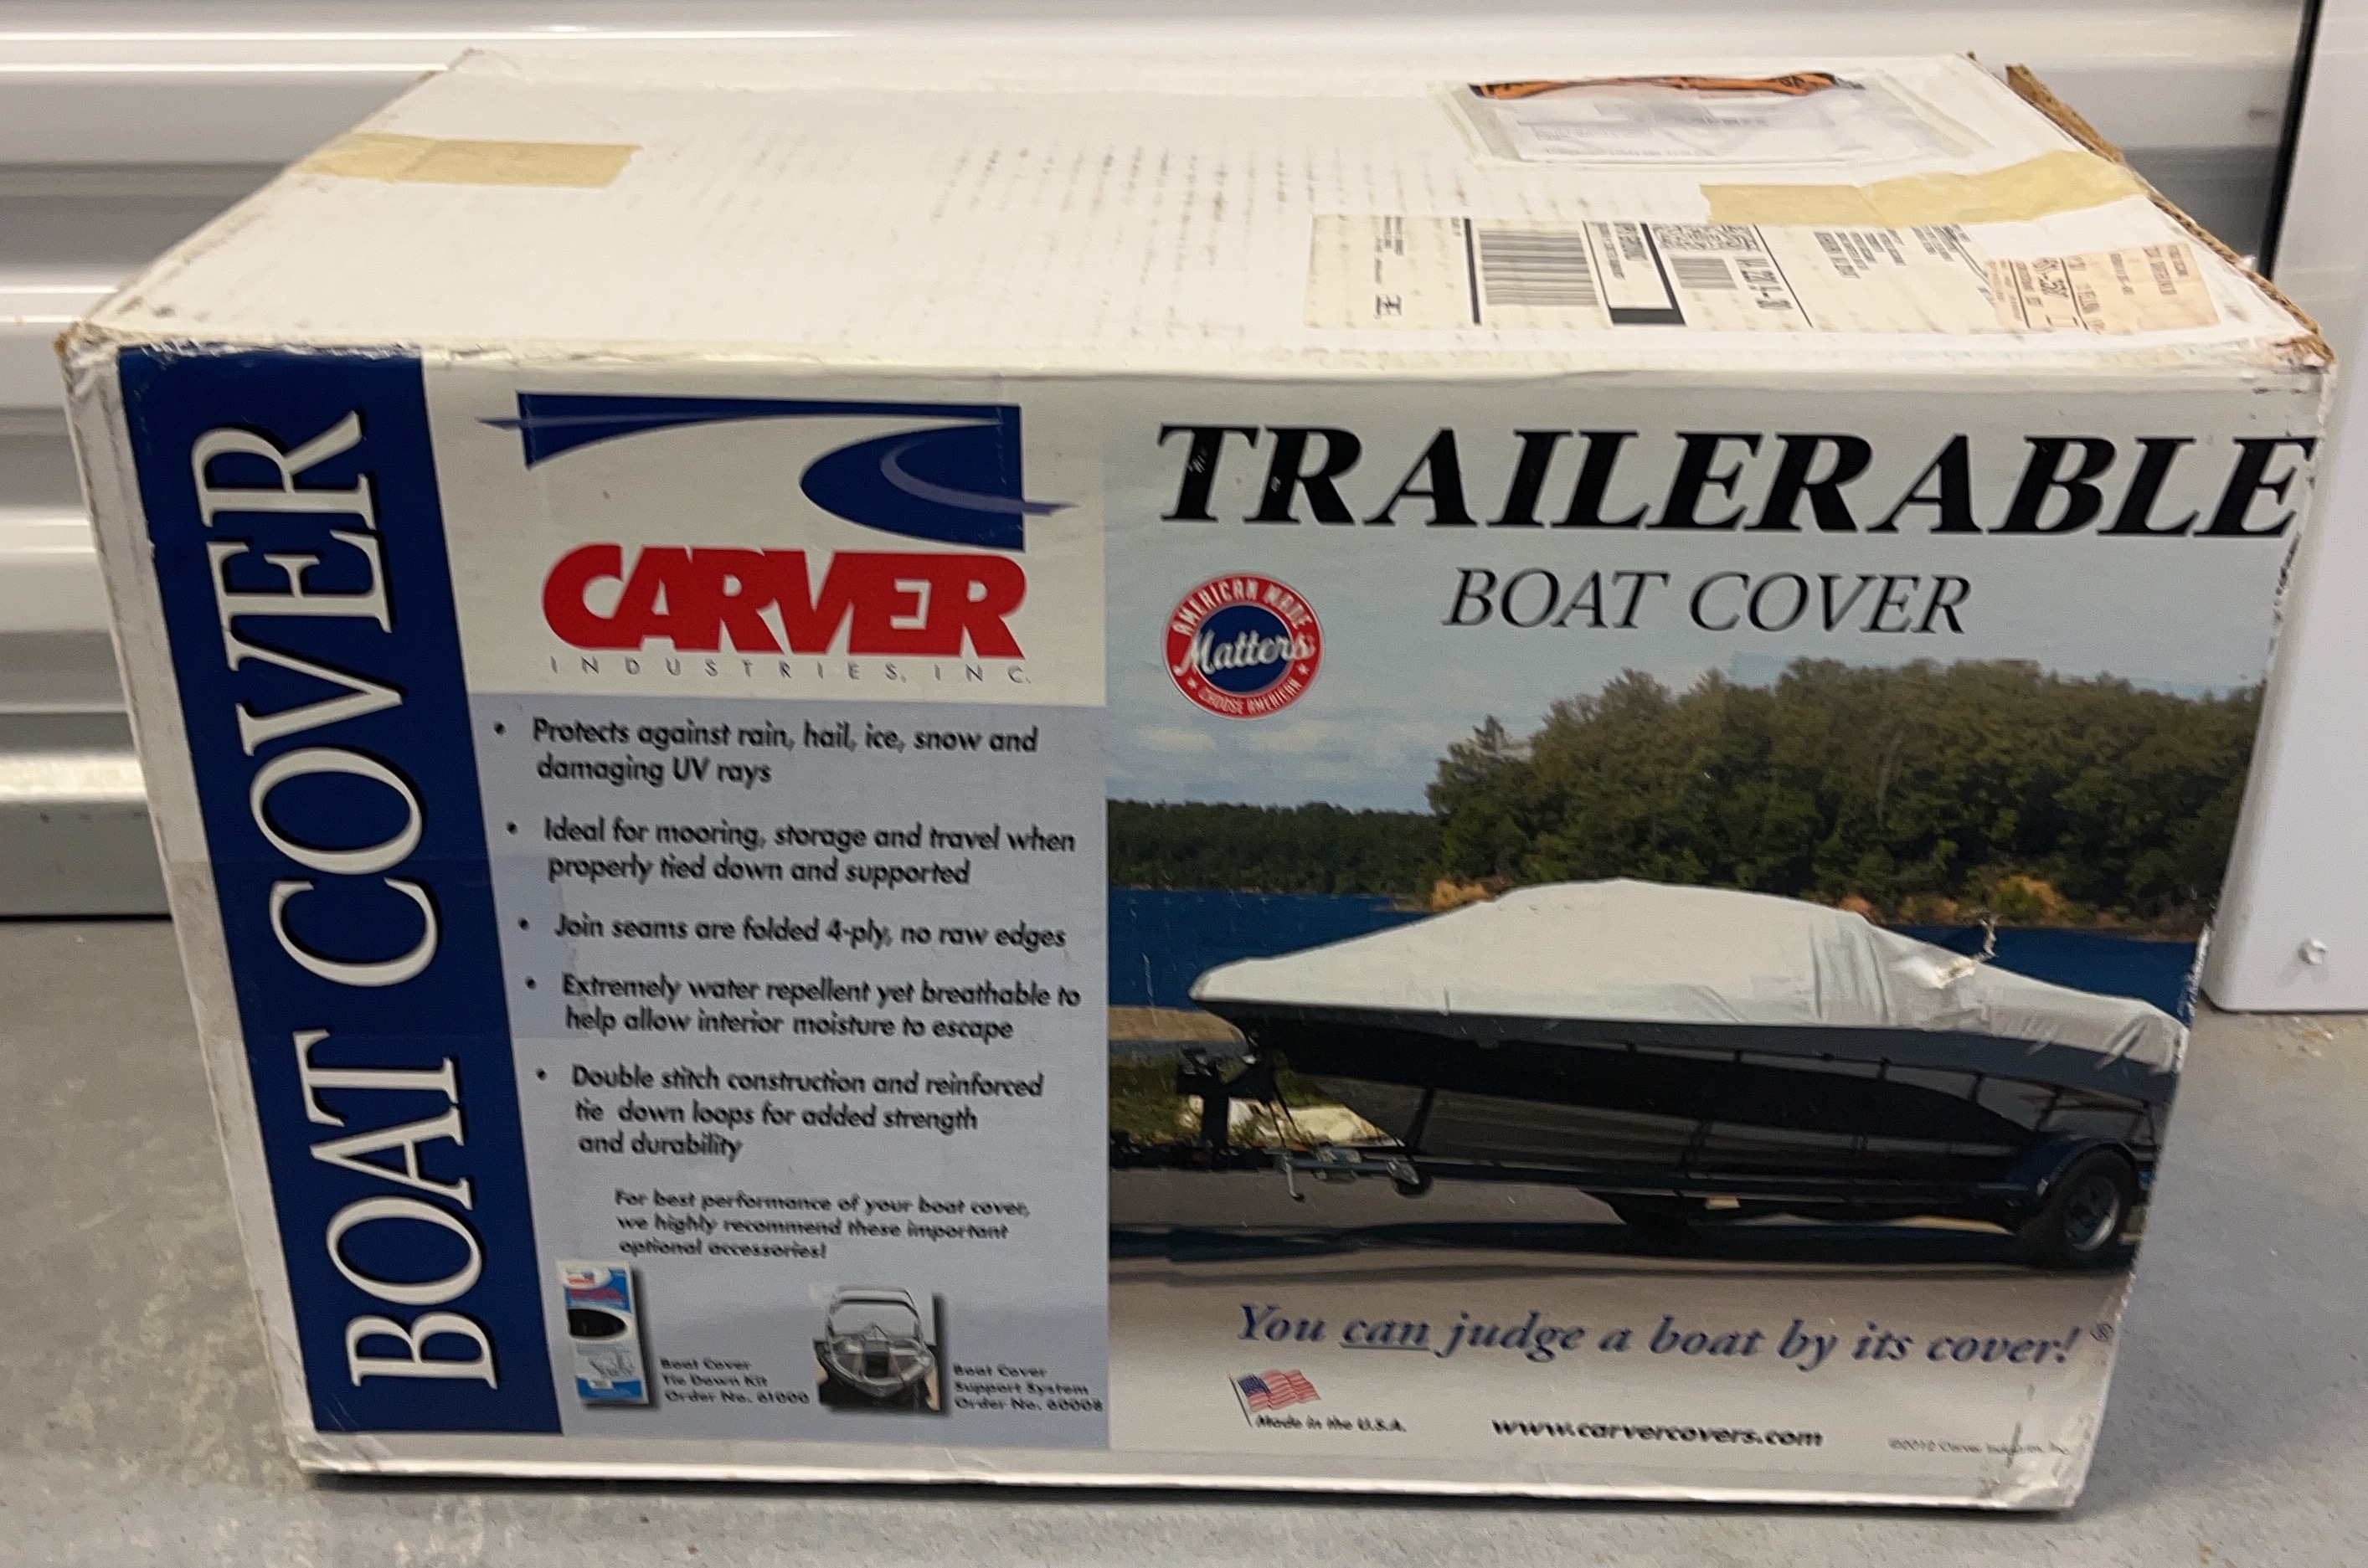 BOAT COVER
CARVER
INDUSTRIES, INC.
• Protects against rain, hail, ice, snow and
damaging UV rays
• Ideal for mooring, storage and travel when
properly tied down and supported
• Join seams are folded 4-ply, no raw edges
• Extremely water repellent yet breathable to
help allow interior moisture to escape
• Double stitch construction and reinforced
tie down loops for added strength
and durability
For best performance of your boat cover,
we highly recommend these important
optional accessories!
Boat Cover
Tie Down Kit
Order No. 61000
Boat Cover
Support System
Order No. 60008
TRAILERABLE
BOAT COVER
AMERICAN MADE
Matters
CHOOSE AMERICAN
You can judge a boat by its cover!®
Made in the U.S.A.
www.carvercovers.com
©2010 Carver Industries, Inc.